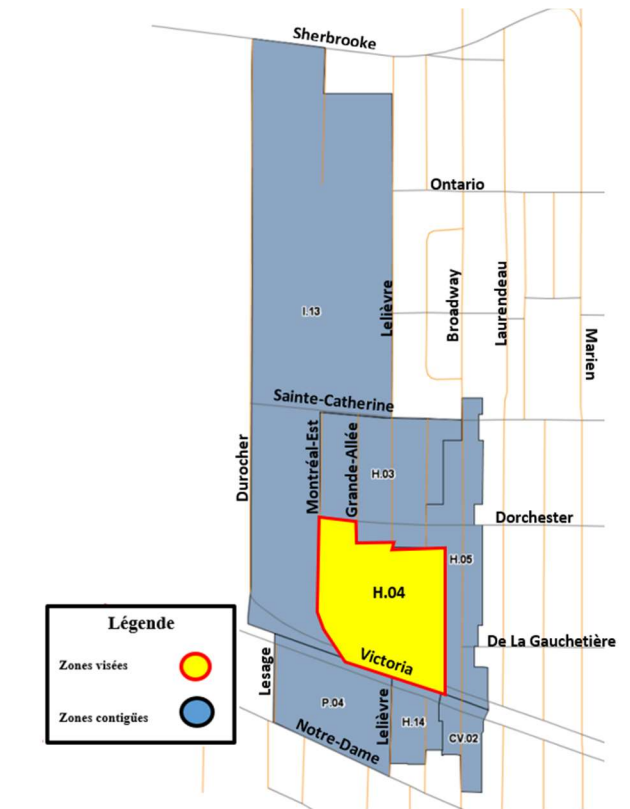 Sherbrooke
Ontario
Lelièvre
Broadway
Laurendeau
Marien
I.13
Sainte-Catherine
Durocher
Montréal-Est
Grande-Allée
H.03
Dorchester
H.05
H.04
De La Gauchetière
Victoria
Légende
Zones visées
Zones contigües
Lesage
P.04
Lelièvre
H.14
CV.02
Notre-Dame